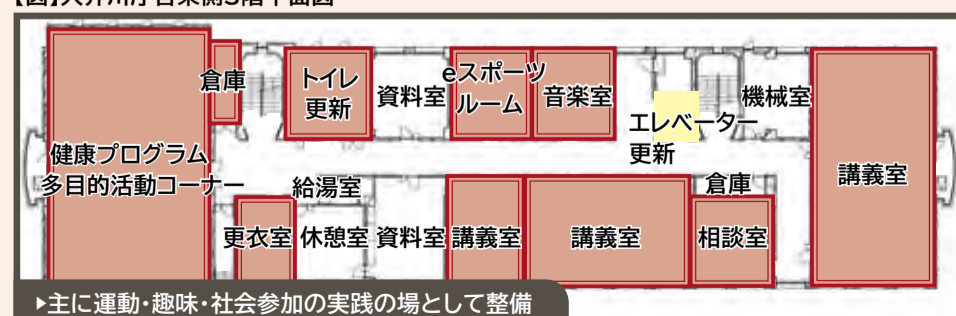 倉庫
トイレ
更新
資料室
eスポーツ
ルーム
音楽室
エレベーター
更新
機械室
健康プログラム
多目的活動コーナー
給湯室
倉庫
講義室
更衣室
休憩室
資料室
講義室
講義室
相談室
▶主に運動・趣味・社会参加の実践の場として整備